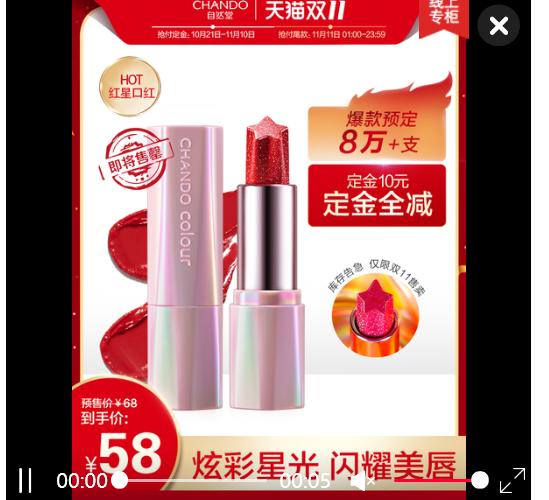 CHANDO
自然堂
天猫双11
线上
专柜
抢付定金: 10月21日-11月10日
抢付尾款: 11月11日 01:00-23:59
HOT
红星口红
即将售罄
CHANDO colour
爆款预定
8万+支
定金10元
定金全减
库存告急 仅限双11售卖
预售价¥68
到手价:
¥58
炫彩星光 闪耀美唇
00:00
00:05